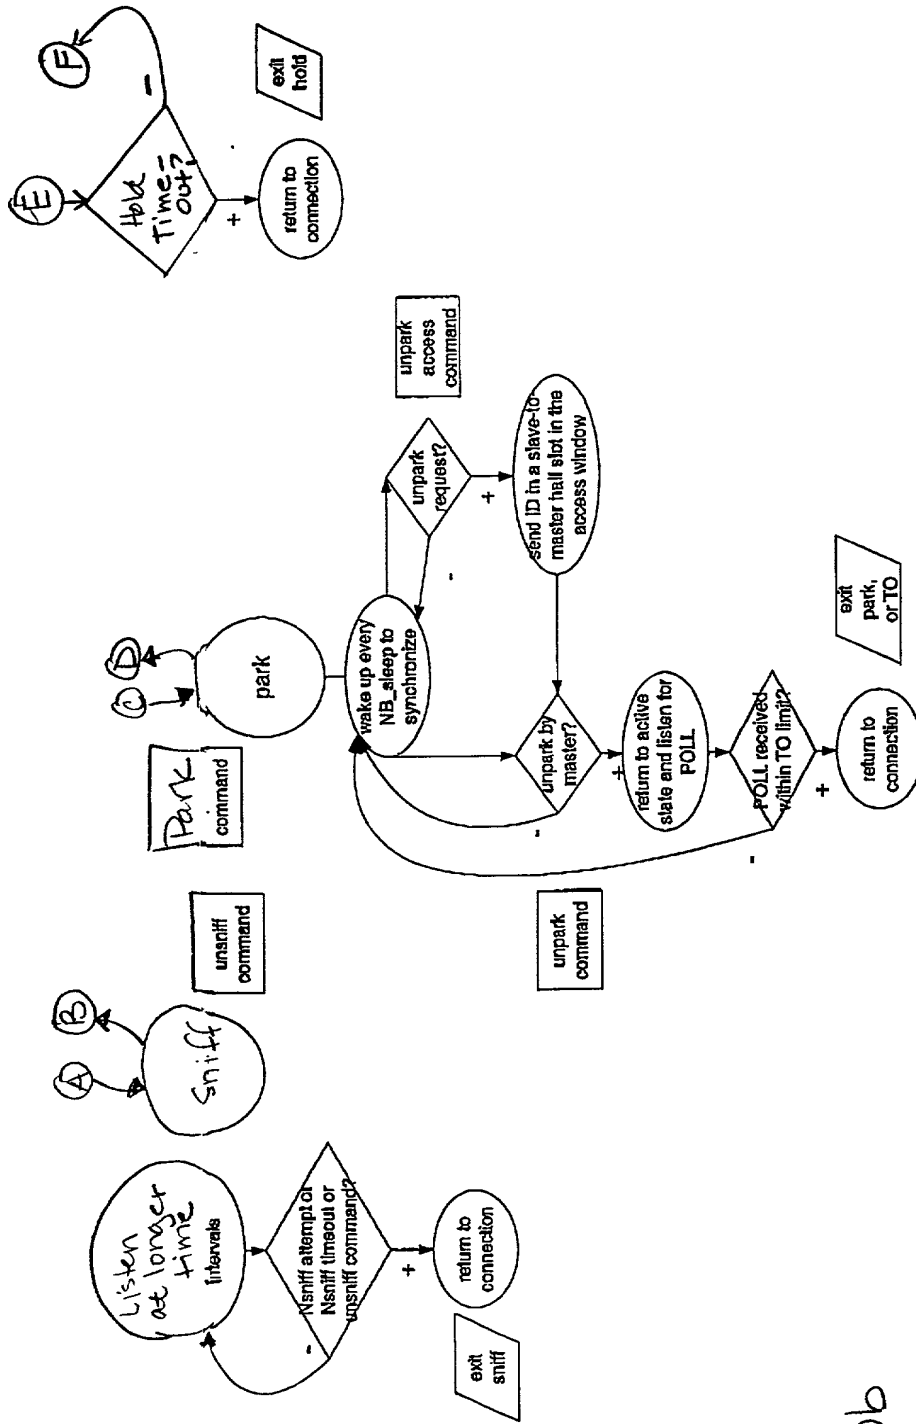 Listen
at longer
time
intervals
Nsniff attempt or
Nsniff timeout or
unsniff command?
-
+
return to
connection
exit
sniff
A
B
Sniff
unsniff
command
Park
command
C
D
park
wake up every
NB_sleep to
synchronize
unpark
request?
-
+
unpark
access
command
send ID in a slave-to-
master half slot in the
access window
unpark by
master?
-
+
unpark
command
return to active
state and listen for
POLL
POLL received
within TO limit?
-
+
return to
connection
exit
park,
or TO
E
F
Hold
Time-
out?
-
+
return to
connection
exit
hold